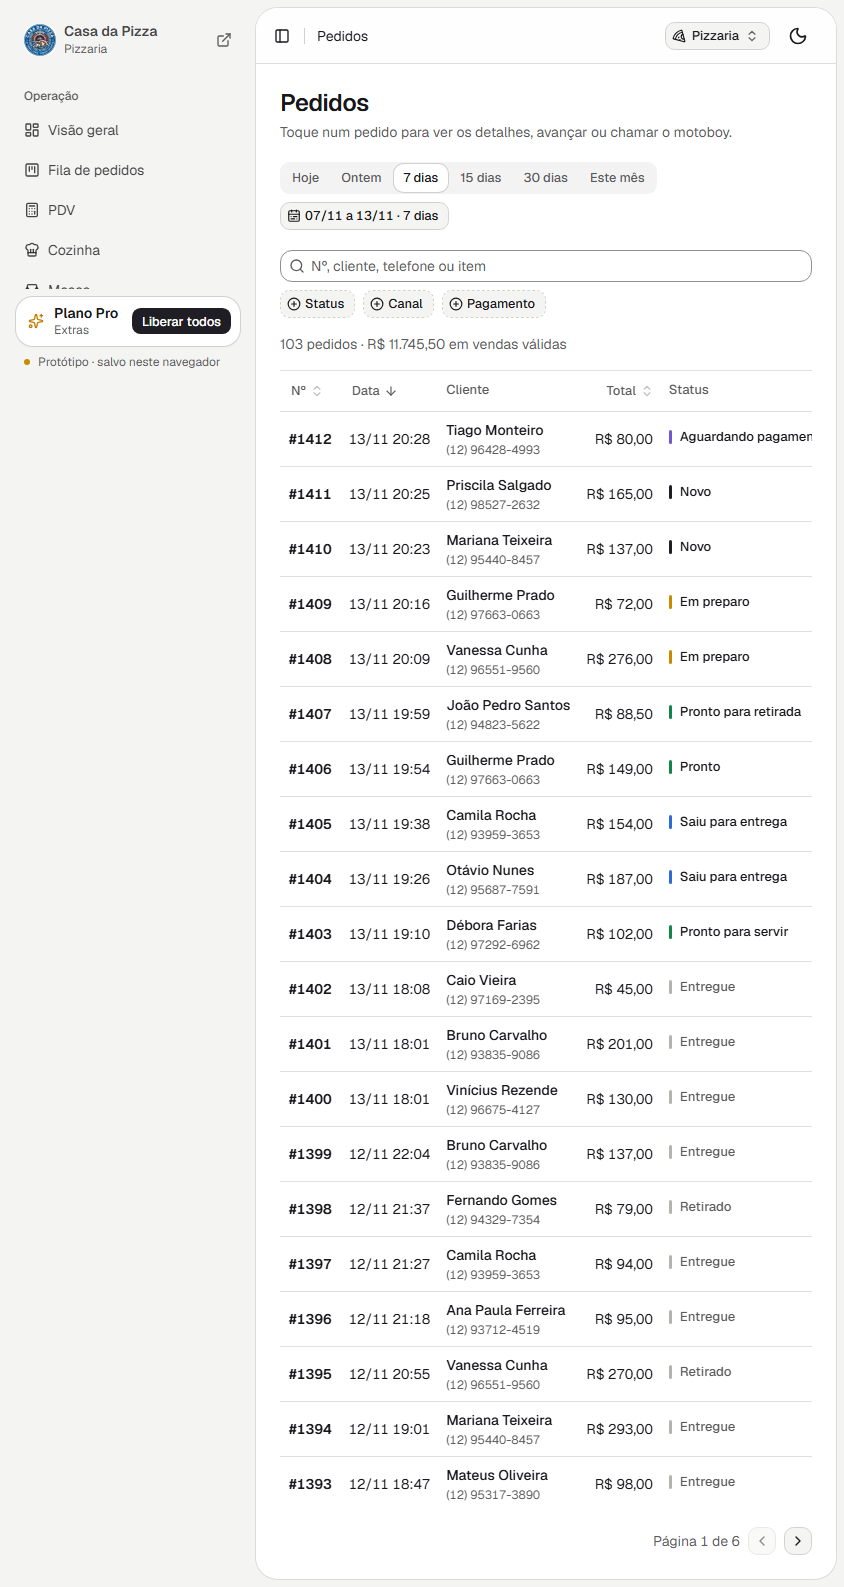 Casa da Pizza
Pizzaria
Operação
Visão geral
Fila de pedidos
PDV
Cozinha
Plano Pro
Extras
Liberar todos
Protótipo · salvo neste navegador
Pedidos
Pizzaria
Pedidos
Toque num pedido para ver os detalhes, avançar ou chamar o motoboy.
Hoje Ontem 7 dias 15 dias 30 dias Este mês
07/11 a 13/11 · 7 dias
Nº, cliente, telefone ou item
Status Canal Pagamento
103 pedidos · R$ 11.745,50 em vendas válidas
Nº Data Cliente Total Status
#1412 13/11 20:28 Tiago Monteiro R$ 80,00 Aguardando pagamen
(12) 96428-4993
#1411 13/11 20:25 Priscila Salgado R$ 165,00 Novo
(12) 98527-2632
#1410 13/11 20:23 Mariana Teixeira R$ 137,00 Novo
(12) 95440-8457
#1409 13/11 20:16 Guilherme Prado R$ 72,00 Em preparo
(12) 97663-0663
#1408 13/11 20:09 Vanessa Cunha R$ 276,00 Em preparo
(12) 96551-9560
#1407 13/11 19:59 João Pedro Santos R$ 88,50 Pronto para retirada
(12) 94823-5622
#1406 13/11 19:54 Guilherme Prado R$ 149,00 Pronto
(12) 97663-0663
#1405 13/11 19:38 Camila Rocha R$ 154,00 Saiu para entrega
(12) 93959-3653
#1404 13/11 19:26 Otávio Nunes R$ 187,00 Saiu para entrega
(12) 95687-7591
#1403 13/11 19:10 Débora Farias R$ 102,00 Pronto para servir
(12) 97292-6962
#1402 13/11 18:08 Caio Vieira R$ 45,00 Entregue
(12) 97169-2395
#1401 13/11 18:01 Bruno Carvalho R$ 201,00 Entregue
(12) 93835-9086
#1400 13/11 18:01 Vinícius Rezende R$ 130,00 Entregue
(12) 96675-4127
#1399 12/11 22:04 Bruno Carvalho R$ 137,00 Entregue
(12) 93835-9086
#1398 12/11 21:37 Fernando Gomes R$ 79,00 Retirado
(12) 94329-7354
#1397 12/11 21:27 Camila Rocha R$ 94,00 Entregue
(12) 93959-3653
#1396 12/11 21:18 Ana Paula Ferreira R$ 95,00 Entregue
(12) 93712-4519
#1395 12/11 20:55 Vanessa Cunha R$ 270,00 Retirado
(12) 96551-9560
#1394 12/11 19:01 Mariana Teixeira R$ 293,00 Entregue
(12) 95440-8457
#1393 12/11 18:47 Mateus Oliveira R$ 98,00 Entregue
(12) 95317-3890
Página 1 de 6